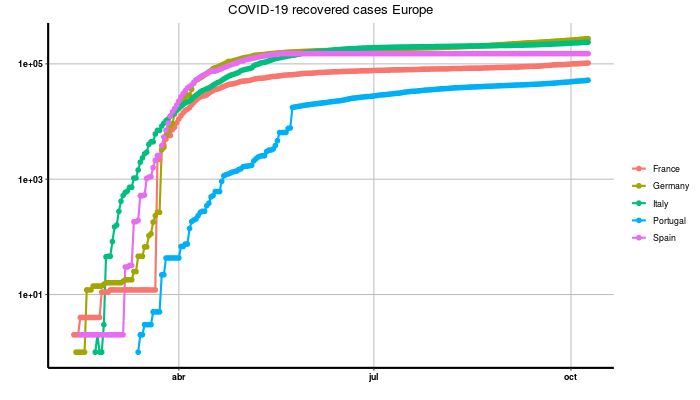 COVID-19 recovered cases Europe
1e+05
1e+03
1e+01
abr
jul
oct
France
Germany
Italy
Portugal
Spain